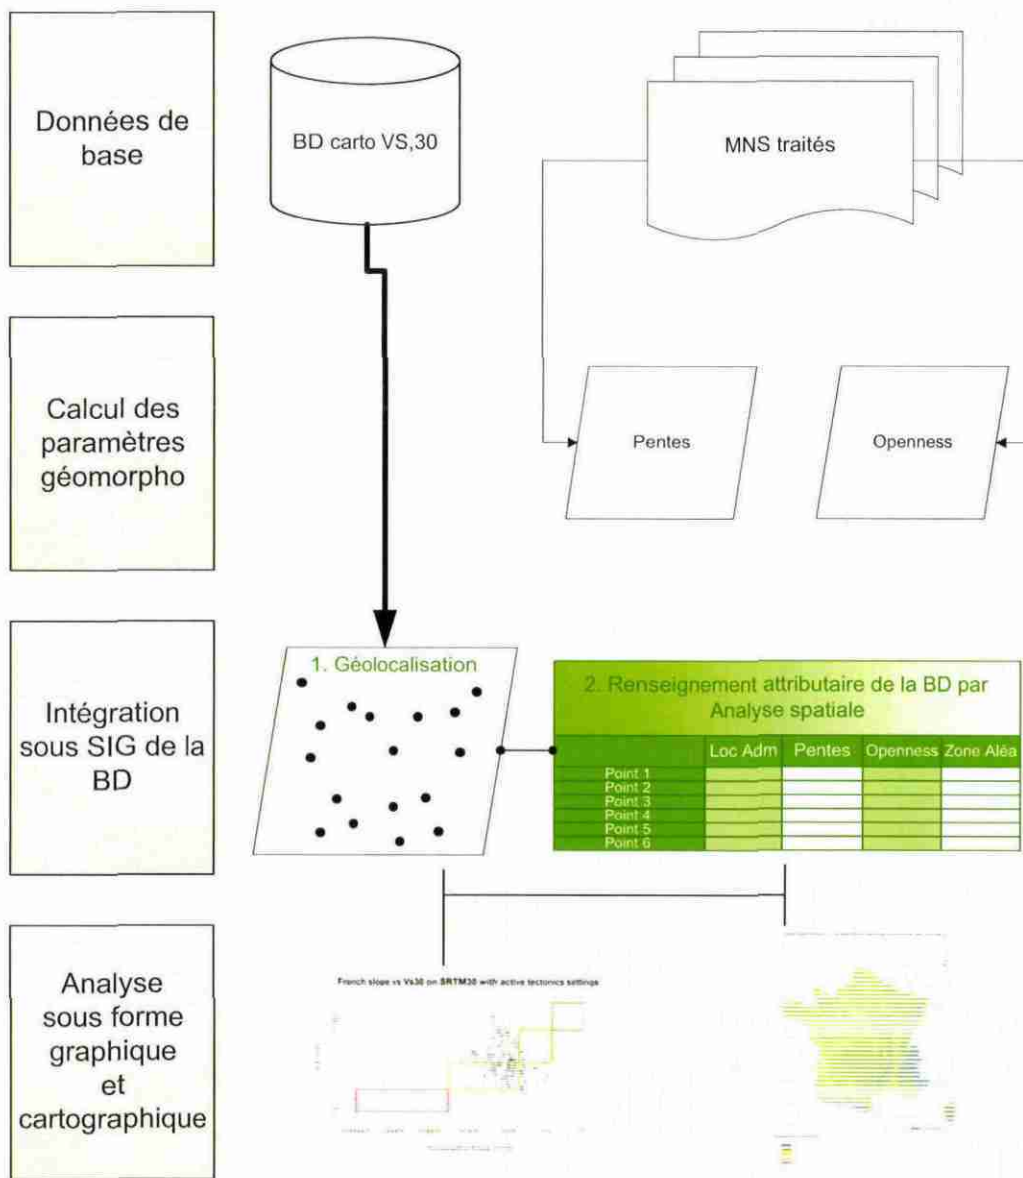 Données de
base
BD carto VS,30
MNS traités
Calcul des
paramètres
géomorpho
Pentes
Openness
Intégration
sous SIG de la
BD
1. Géolocalisation
2. Renseignement attributaire de la BD par
Analyse spatiale
Loc Adm Pentes Openness Zone Aléa
Point 1
Point 2
Point 3
Point 4
Point 5
Point 6
Analyse
sous forme
graphique
et
cartographique
French slope vs Vs30 on SRTM30 with active tectonics settings